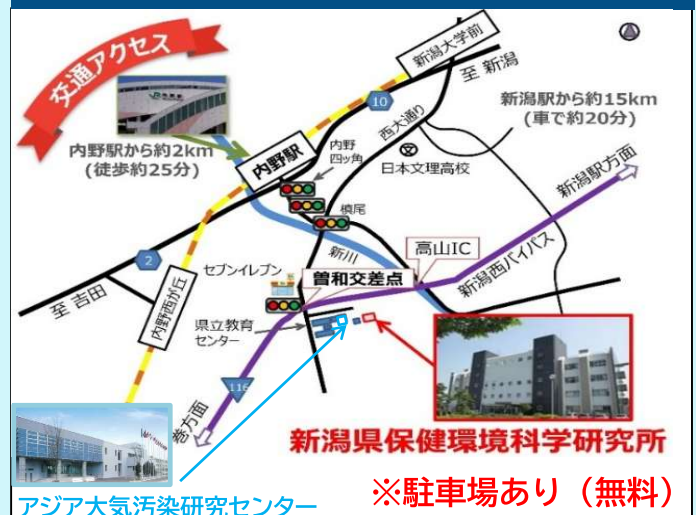 交通アクセス
新潟大学前
至 新潟
10
新潟駅から約15km
(車で約20分)
西大通り
内野駅から約2km
(徒歩約25分)
内野駅
内野
四ッ角
日本文理高校
槙尾
新潟駅方面
2
新川
高山IC
新潟西バイパス
セブンイレブン
曽和交差点
至 吉田
内野西が丘
県立教育
センター
116
巻方面
新潟県保健環境科学研究所
アジア大気汚染研究センター
※駐車場あり（無料）